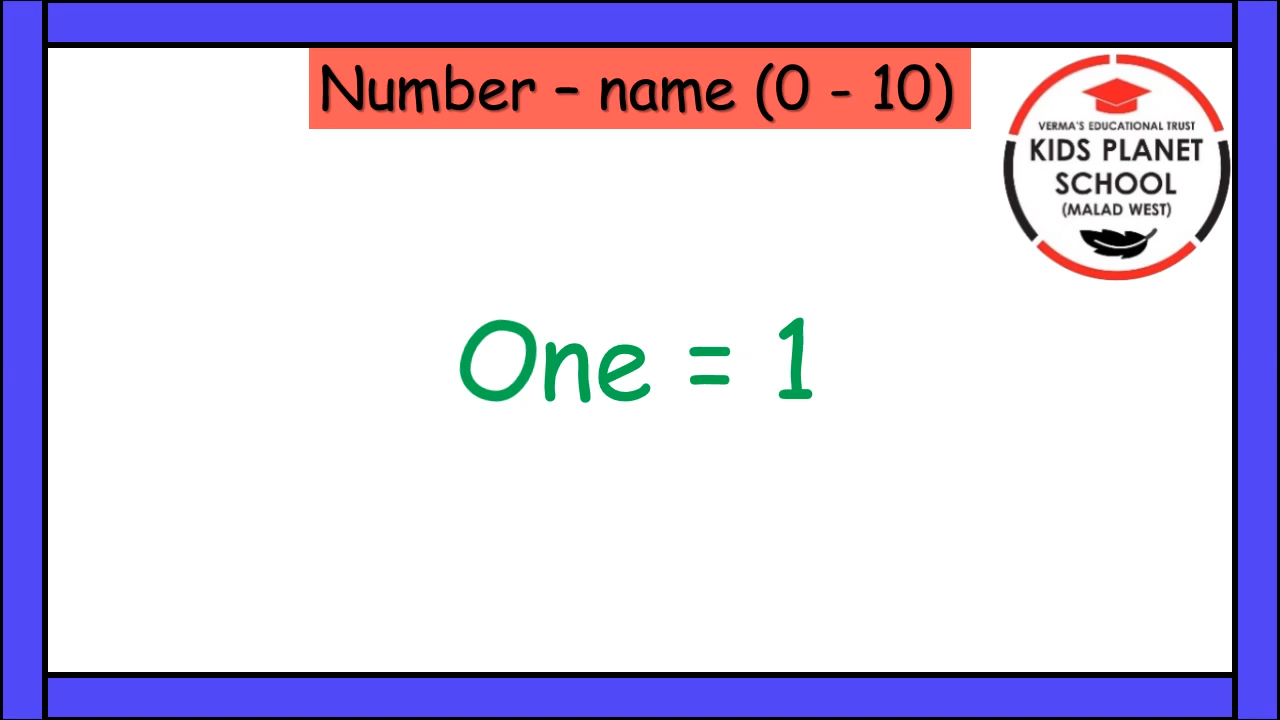 Number – name (0 - 10)
VERMA'S EDUCATIONAL TRUST
KIDS PLANET
SCHOOL
(MALAD WEST)
One = 1